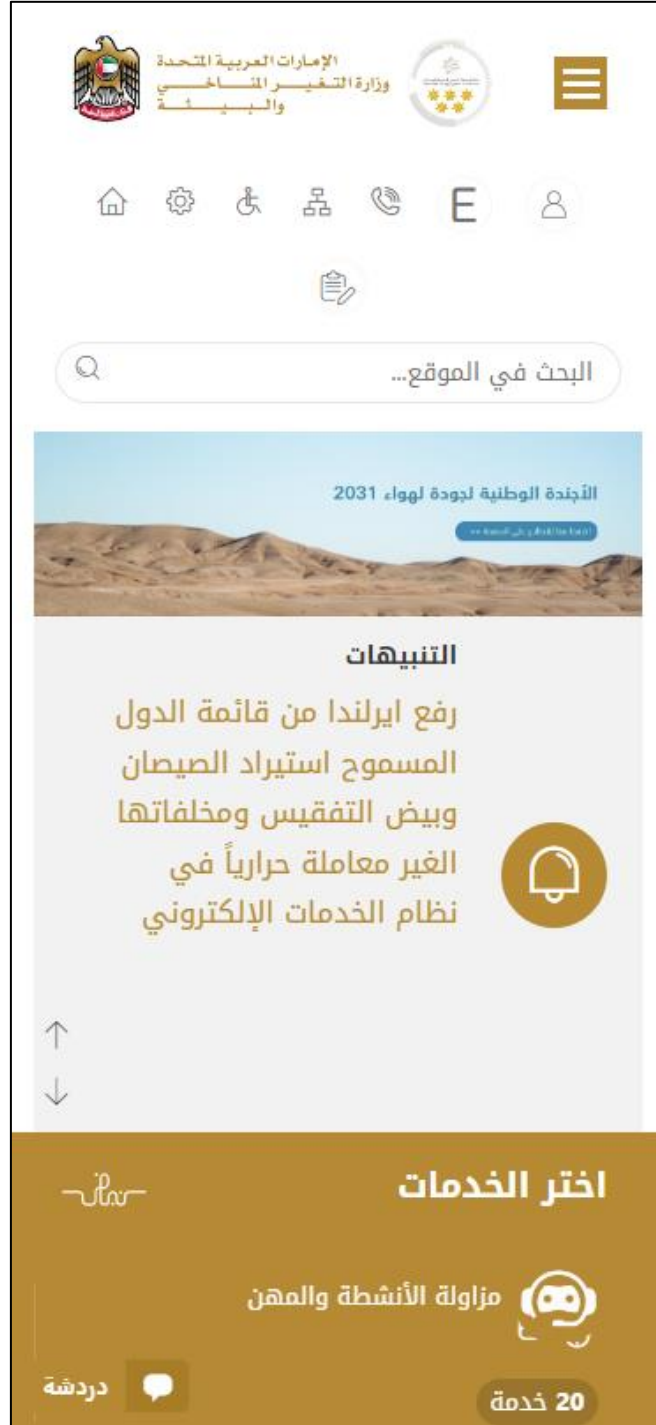 الإمارات العربية المتحدة
وزارة التغير المناخي
والبيئة
E
البحث في الموقع...
الأجندة الوطنية لجودة لهواء 2031
التنبيهات
رفع ايرلندا من قائمة الدول
المسموح استيراد الصيصان
وبيض التفقيس ومخلفاتها
الغير معاملة حرارياً في
نظام الخدمات الإلكتروني
اختر الخدمات
مزاولة الأنشطة والمهن
20 خدمة
دردشة